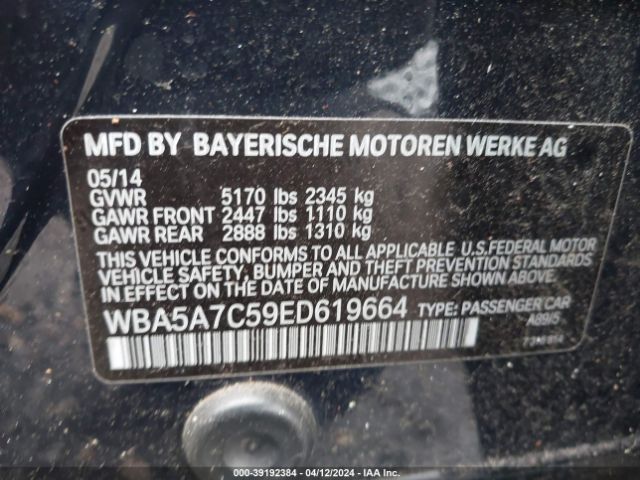 MFD BY BAYERISCHE MOTOREN WERKE AG
05/14
GVWR 5170 lbs 2345 kg
GAWR FRONT 2447 lbs 1110 kg
GAWR REAR 2888 lbs 1310 kg
THIS VEHICLE CONFORMS TO ALL APPLICABLE U.S.FEDERAL MOTOR
VEHICLE SAFETY, BUMPER AND THEFT PREVENTION STANDARDS
IN EFFECT ON THE DATE OF MANUFACTURE SHOWN ABOVE.
WBA5A7C59ED619664 TYPE: PASSENGER CAR
A89/5
000-39192384 - 04/12/2024 - IAA Inc.